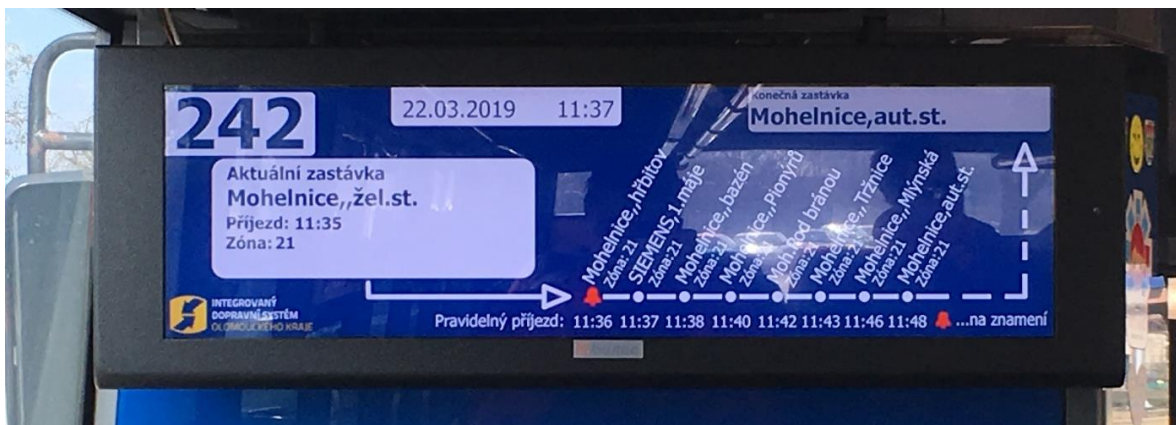 242
22.03.2019 11:37
Konečná zastávka
Mohelnice,aut.st.
Aktuální zastávka
Mohelnice,,žel.st.
Příjezd: 11:35
Zóna: 21
Mohelnice,,hřbitov
Zóna: 21
SIEMENS,1.máje
Zóna: 21
Mohelnice,,bazén
Zóna: 21
Mohelnice,,Pionýrů
Zóna: 21
Moh.,Pod bránou
Zóna: 21
Mohelnice,,Tržnice
Zóna: 21
Mohelnice,,Mlýnská
Zóna: 21
Mohelnice,aut.st.
Zóna: 21
INTEGROVANÝ
DOPRAVNÍ SYSTÉM
OLOMOUCKÉHO KRAJE
Pravidelný příjezd: 11:36 11:37 11:38 11:40 11:42 11:43 11:46 11:48 ...na znamení